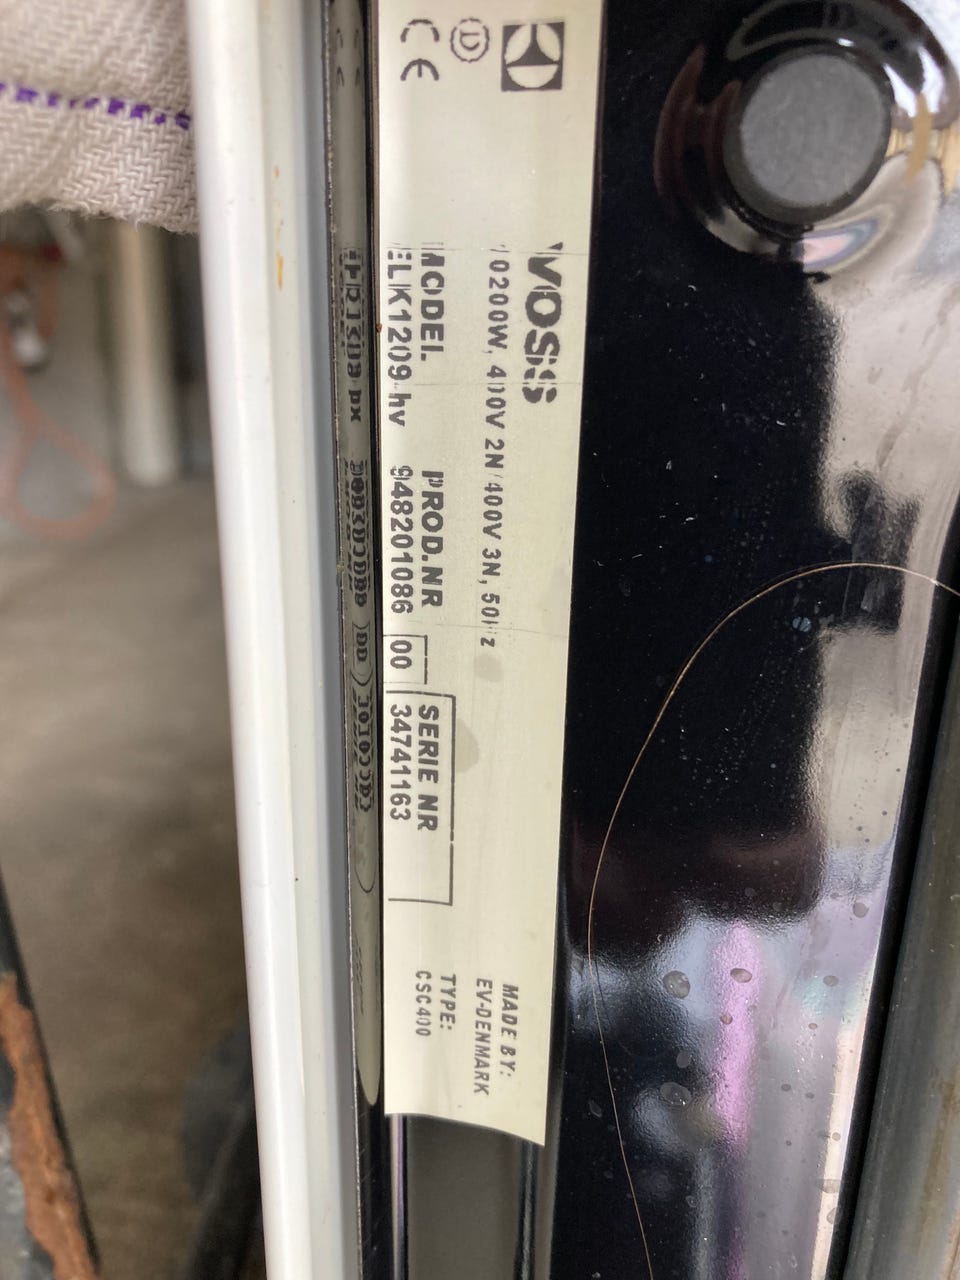 VOSS
10200W, 400V 2N/400V 3N, 50Hz
MODEL PROD.NR SERIE NR
ELK1209-hv 948201086 00 34741163
MADE BY:
EV-DENMARK
TYPE:
CSC400
D
CE